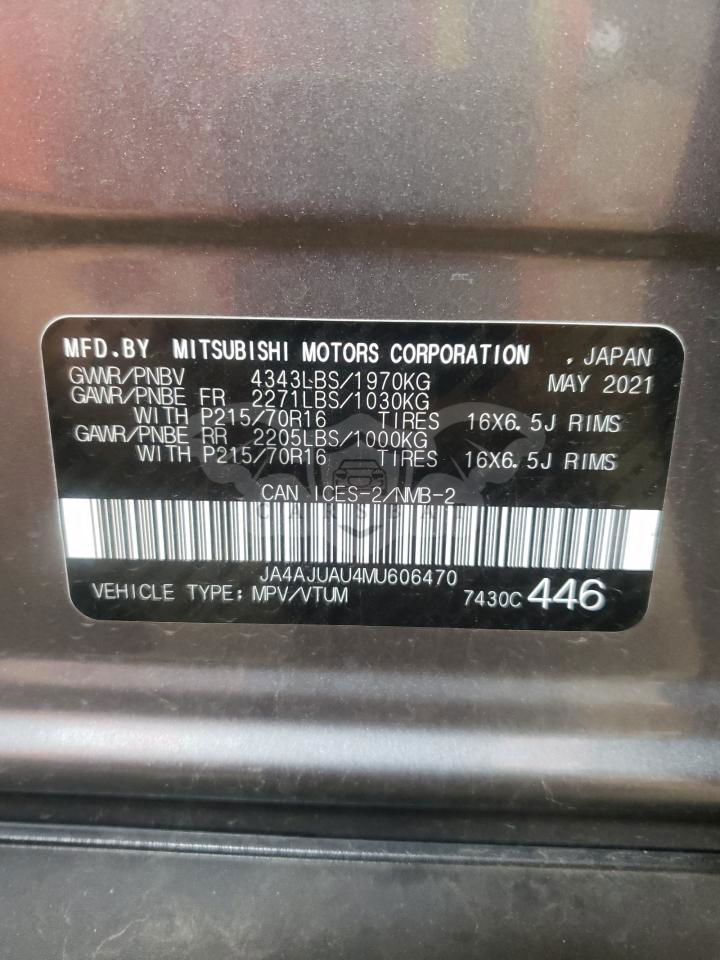 MFD.BY MITSUBISHI MOTORS CORPORATION , JAPAN
GVWR/PNBV 4343LBS/1970KG MAY 2021
GAWR/PNBE FR 2271LBS/1030KG
WITH P215/70R16 TIRES 16X6.5J RIMS
GAWR/PNBE RR 2205LBS/1000KG
WITH P215/70R16 TIRES 16X6.5J RIMS
CAN ICES-2/NMB-2
JA4AJUAU4MU606470
VEHICLE TYPE: MPV/VTUM 7430C 446